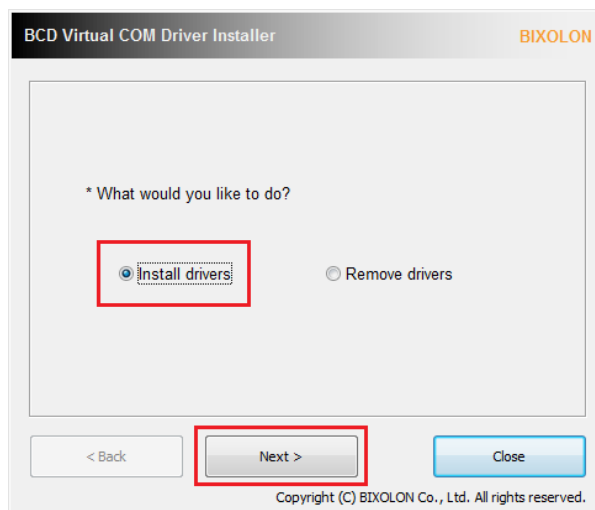 BCD Virtual COM Driver Installer BIXOLON
* What would you like to do?
Install drivers Remove drivers
< Back Next > Close
Copyright (C) BIXOLON Co., Ltd. All rights reserved.